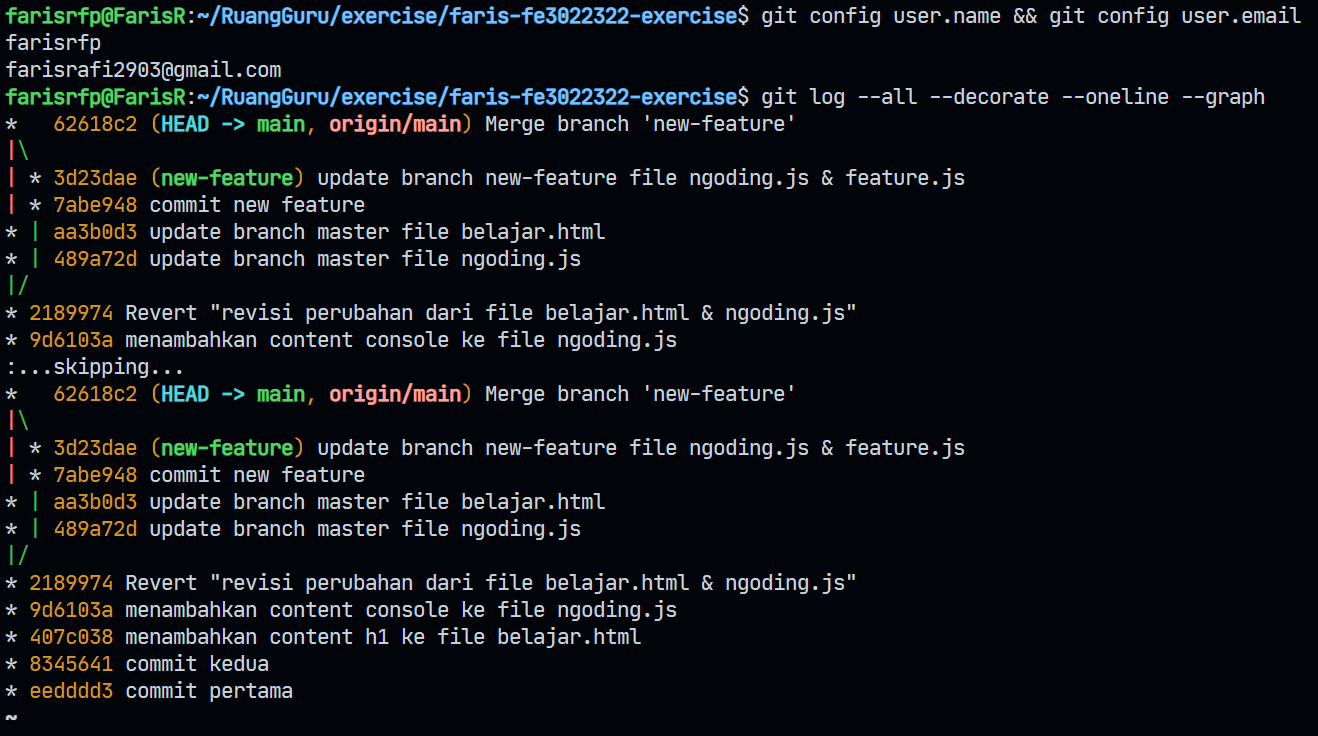 farisrfp@FarisR:~/RuangGuru/exercise/faris-fe3022322-exercise$ git config user.name && git config user.email
farisrfp
farisrafi2903@gmail.com
farisrfp@FarisR:~/RuangGuru/exercise/faris-fe3022322-exercise$ git log --all --decorate --oneline --graph
*   62618c2 (HEAD -> main, origin/main) Merge branch 'new-feature'
|\
| * 3d23dae (new-feature) update branch new-feature file ngoding.js & feature.js
| * 7abe948 commit new feature
* | aa3b0d3 update branch master file belajar.html
* | 489a72d update branch master file ngoding.js
|/
* 2189974 Revert "revisi perubahan dari file belajar.html & ngoding.js"
* 9d6103a menambahkan content console ke file ngoding.js
:...skipping...
*   62618c2 (HEAD -> main, origin/main) Merge branch 'new-feature'
|\
| * 3d23dae (new-feature) update branch new-feature file ngoding.js & feature.js
| * 7abe948 commit new feature
* | aa3b0d3 update branch master file belajar.html
* | 489a72d update branch master file ngoding.js
|/
* 2189974 Revert "revisi perubahan dari file belajar.html & ngoding.js"
* 9d6103a menambahkan content console ke file ngoding.js
* 407c038 menambahkan content h1 ke file belajar.html
* 8345641 commit kedua
* eedddd3 commit pertama
~